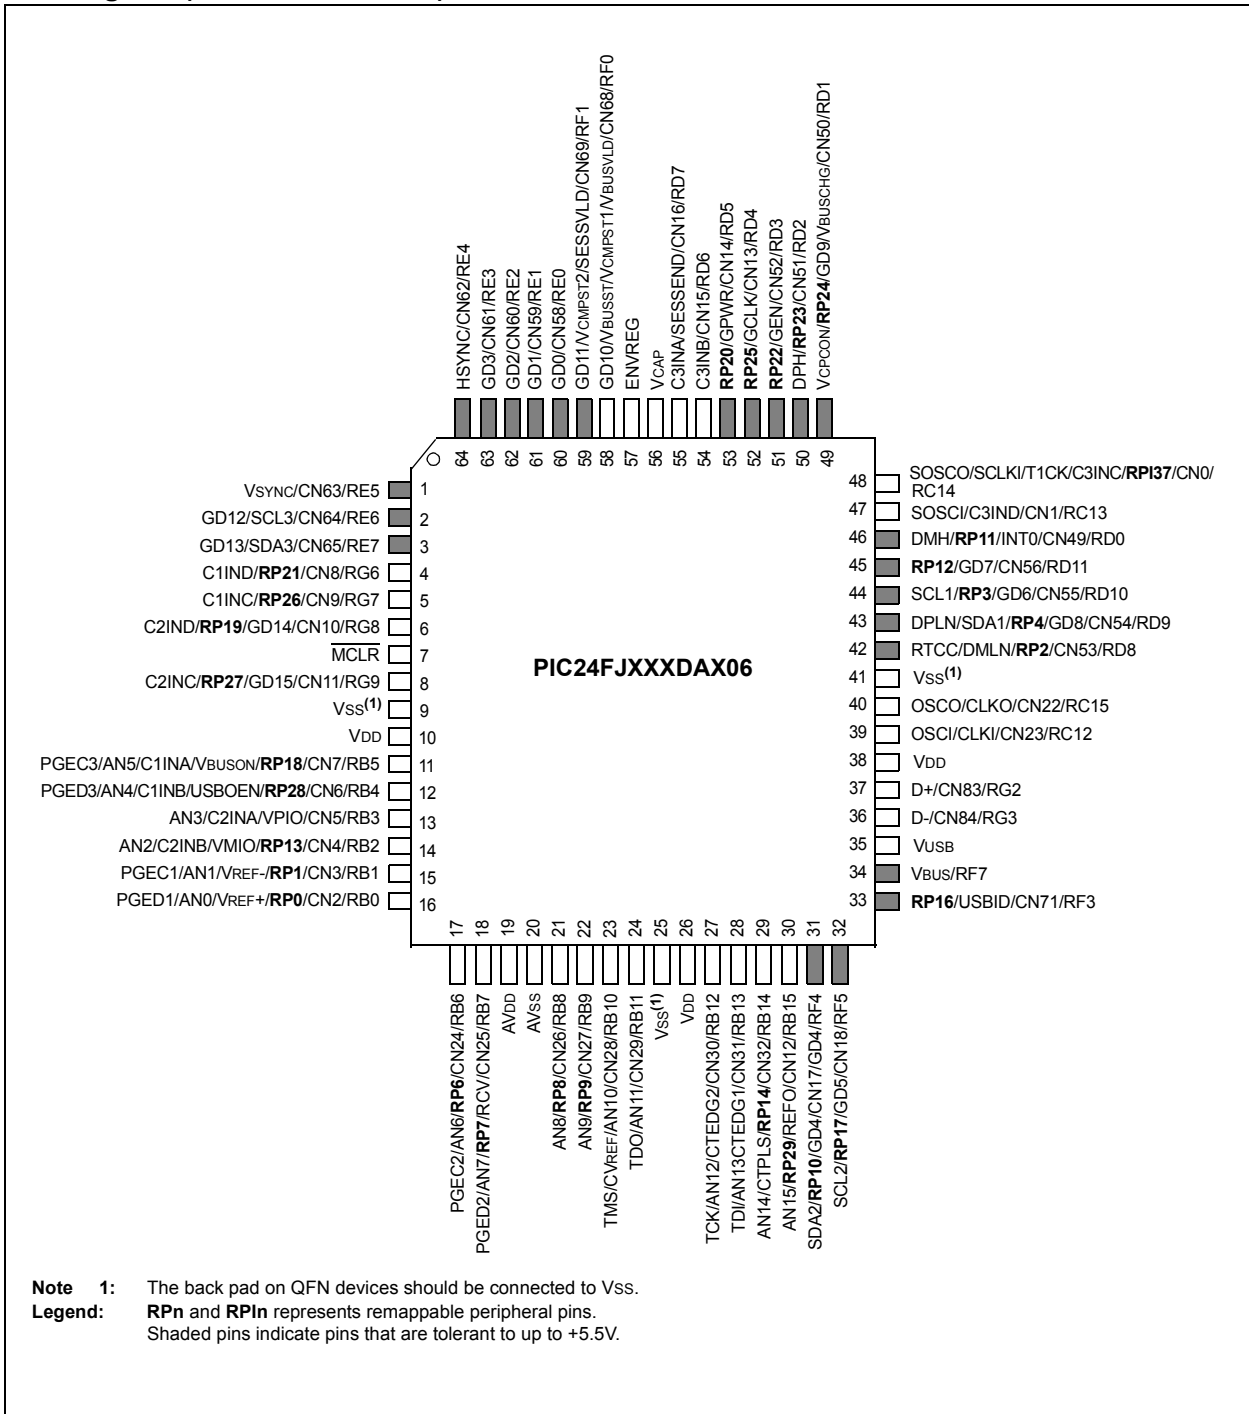 HSYNC/CN62/RE4
GD3/CN61/RE3
GD2/CN60/RE2
GD1/CN59/RE1
GD0/CN58/RE0
GD11/VCMPST2/SESSVLD/CN69/RF1
GD10/VBUSST/VCMPST1/VBUSVLD/CN68/RF0
ENVREG
VCAP
C3INA/SESSEND/CN16/RD7
C3INB/CN15/RD6
RP20/GPWR/CN14/RD5
RP25/GCLK/CN13/RD4
RP22/GEN/CN52/RD3
DPH/RP23/CN51/RD2
VCPCON/RP24/GD9/VBUSCHG/CN50/RD1
64
63
62
61
60
59
58
57
56
55
54
53
52
51
50
49
VSYNC/CN63/RE5 1
GD12/SCL3/CN64/RE6 2
GD13/SDA3/CN65/RE7 3
C1IND/RP21/CN8/RG6 4
C1INC/RP26/CN9/RG7 5
C2IND/RP19/GD14/CN10/RG8 6
MCLR 7
C2INC/RP27/GD15/CN11/RG9 8
VSS(1) 9
VDD 10
PGEC3/AN5/C1INA/VBUSON/RP18/CN7/RB5 11
PGED3/AN4/C1INB/USBOEN/RP28/CN6/RB4 12
AN3/C2INA/VPIO/CN5/RB3 13
AN2/C2INB/VMIO/RP13/CN4/RB2 14
PGEC1/AN1/VREF-/RP1/CN3/RB1 15
PGED1/AN0/VREF+/RP0/CN2/RB0 16
PIC24FJXXXDAX06
48 SOSCO/SCLKI/T1CK/C3INC/RPI37/CN0/
RC14
47 SOSCI/C3IND/CN1/RC13
46 DMH/RP11/INT0/CN49/RD0
45 RP12/GD7/CN56/RD11
44 SCL1/RP3/GD6/CN55/RD10
43 DPLN/SDA1/RP4/GD8/CN54/RD9
42 RTCC/DMLN/RP2/CN53/RD8
41 VSS(1)
40 OSCO/CLKO/CN22/RC15
39 OSCI/CLKI/CN23/RC12
38 VDD
37 D+/CN83/RG2
36 D-/CN84/RG3
35 VUSB
34 VBUS/RF7
33 RP16/USBID/CN71/RF3
17
18
19
20
21
22
23
24
25
26
27
28
29
30
31
32
PGEC2/AN6/RP6/CN24/RB6
PGED2/AN7/RP7/RCV/CN25/RB7
AVDD
AVSS
AN8/RP8/CN26/RB8
AN9/RP9/CN27/RB9
TMS/CVREF/AN10/CN28/RB10
TDO/AN11/CN29/RB11
VSS(1)
VDD
TCK/AN12/CTEDG2/CN30/RB12
TDI/AN13CTEDG1/CN31/RB13
AN14/CTPLS/RP14/CN32/RB14
AN15/RP29/REFO/CN12/RB15
SDA2/RP10/GD4/CN17/GD4/RF4
SCL2/RP17/GD5/CN18/RF5
Note 1: The back pad on QFN devices should be connected to VSS.
Legend: RPn and RPIn represents remappable peripheral pins.
Shaded pins indicate pins that are tolerant to up to +5.5V.